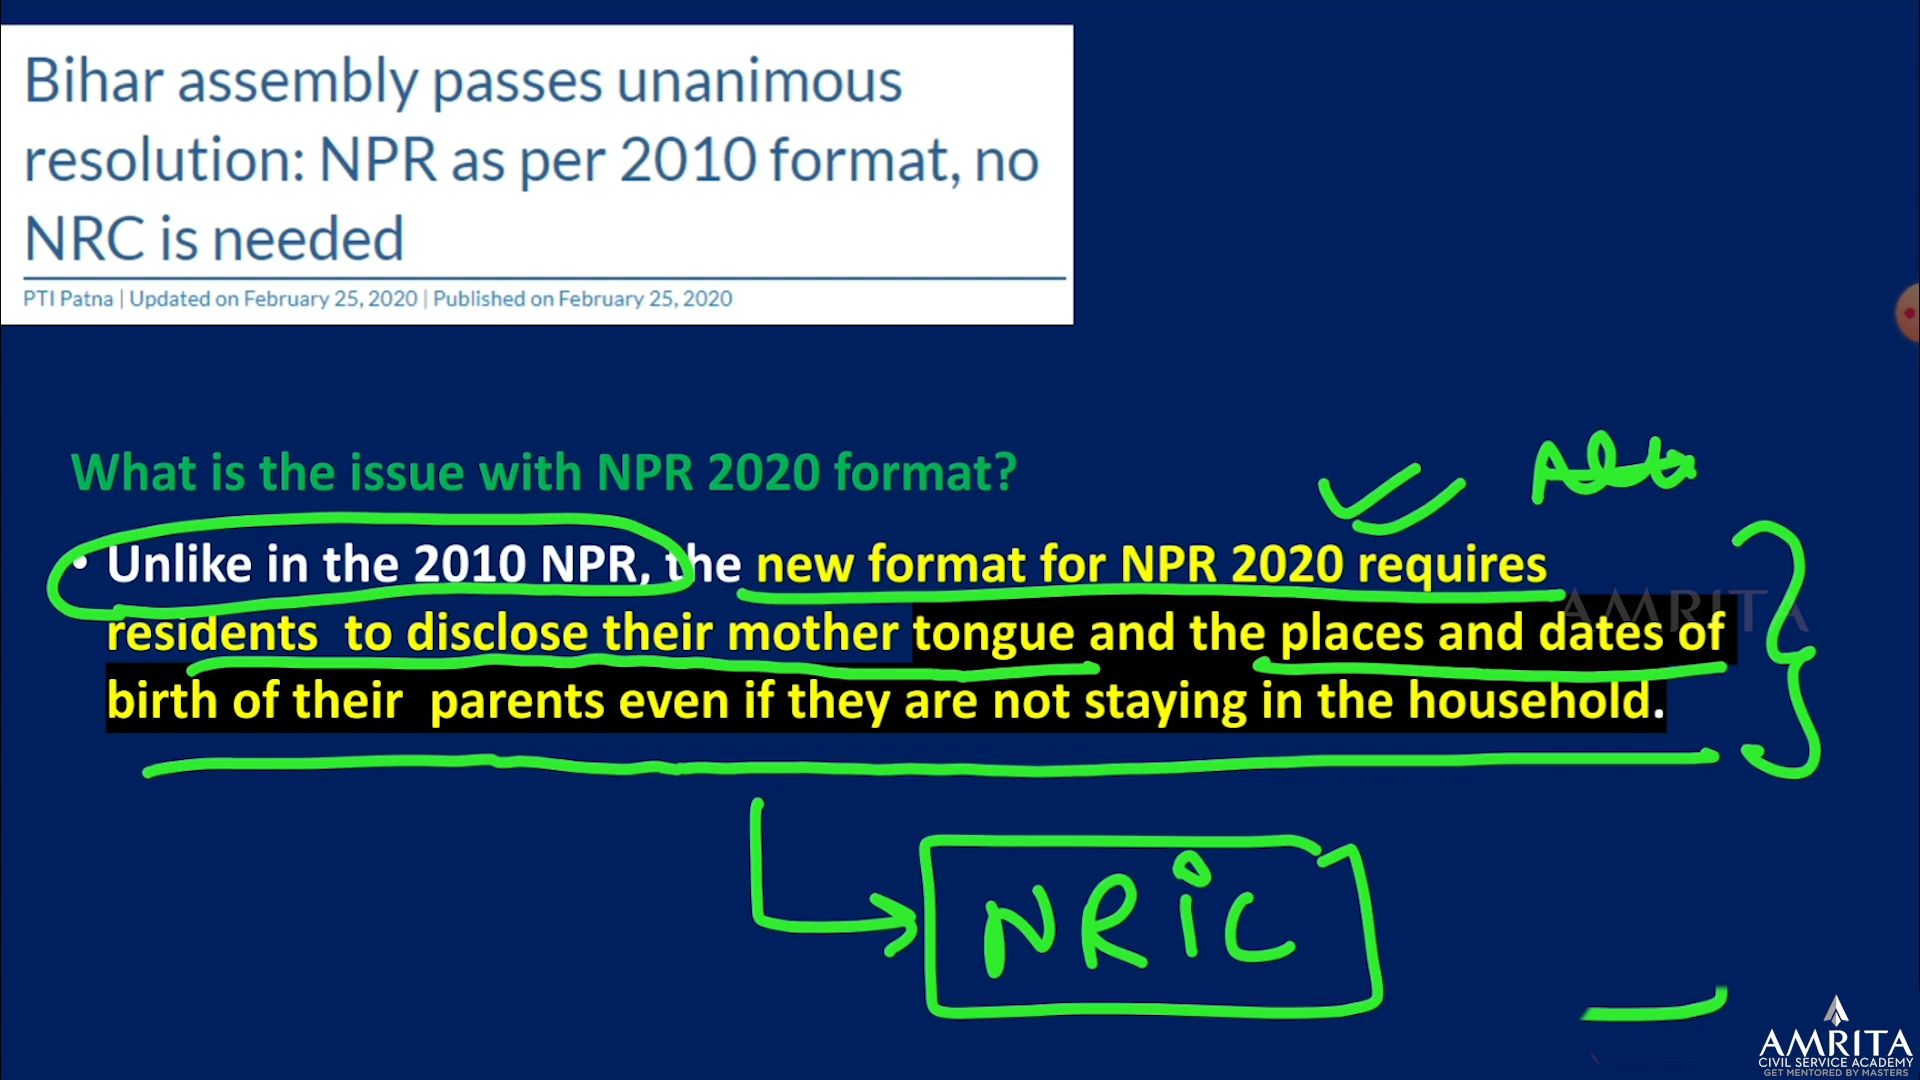 Bihar assembly passes unanimous
resolution: NPR as per 2010 format, no
NRC is needed
PTI Patna | Updated on February 25, 2020 | Published on February 25, 2020
What is the issue with NPR 2020 format?
• Unlike in the 2010 NPR, the new format for NPR 2020 requires
residents to disclose their mother tongue and the places and dates of
birth of their parents even if they are not staying in the household.
AMRITA
NRiC
AMRITA
CIVIL SERVICE ACADEMY
GET MENTORED BY MASTERS